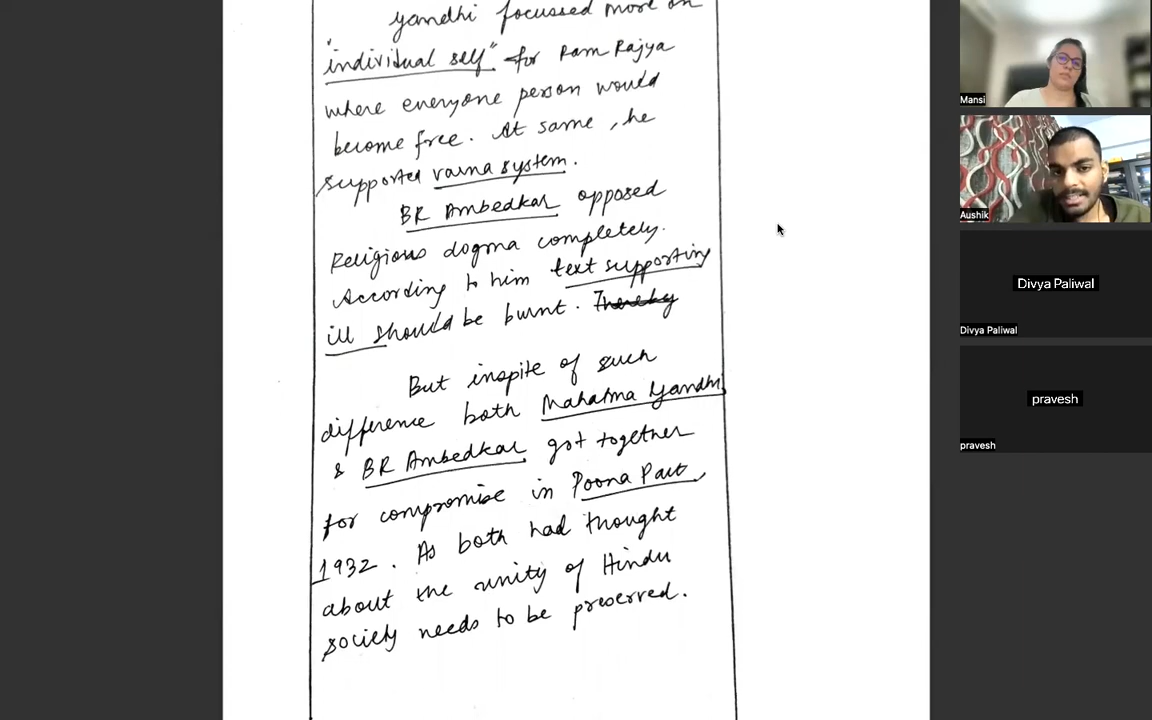 Gandhi focussed more on
"individual self" for Ram Rajya
where everyone person would
become free. At same, he
supported varna system.
BR Ambedkar opposed
Religious dogma completely.
According to him text supporting
ill should be burnt. Thereby
But inspite of such
difference both Mahatma Gandhi
& BR Ambedkar got together
for compromise in Poona Pact,
1932. As both had thought
about the unity of Hindu
society needs to be preserved.
Mansi
Aushik
Divya Paliwal
Divya Paliwal
pravesh
pravesh